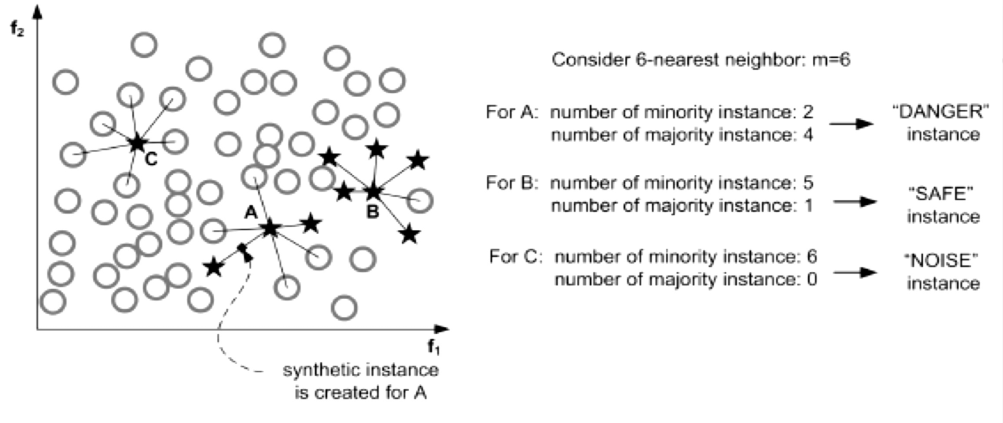 f2
Consider 6-nearest neighbor: m=6
For A: number of minority instance: 2
number of majority instance: 4
"DANGER"
instance
For B: number of minority instance: 5
number of majority instance: 1
"SAFE"
instance
For C: number of minority instance: 6
number of majority instance: 0
"NOISE"
instance
C
A
B
f1
synthetic instance
is created for A